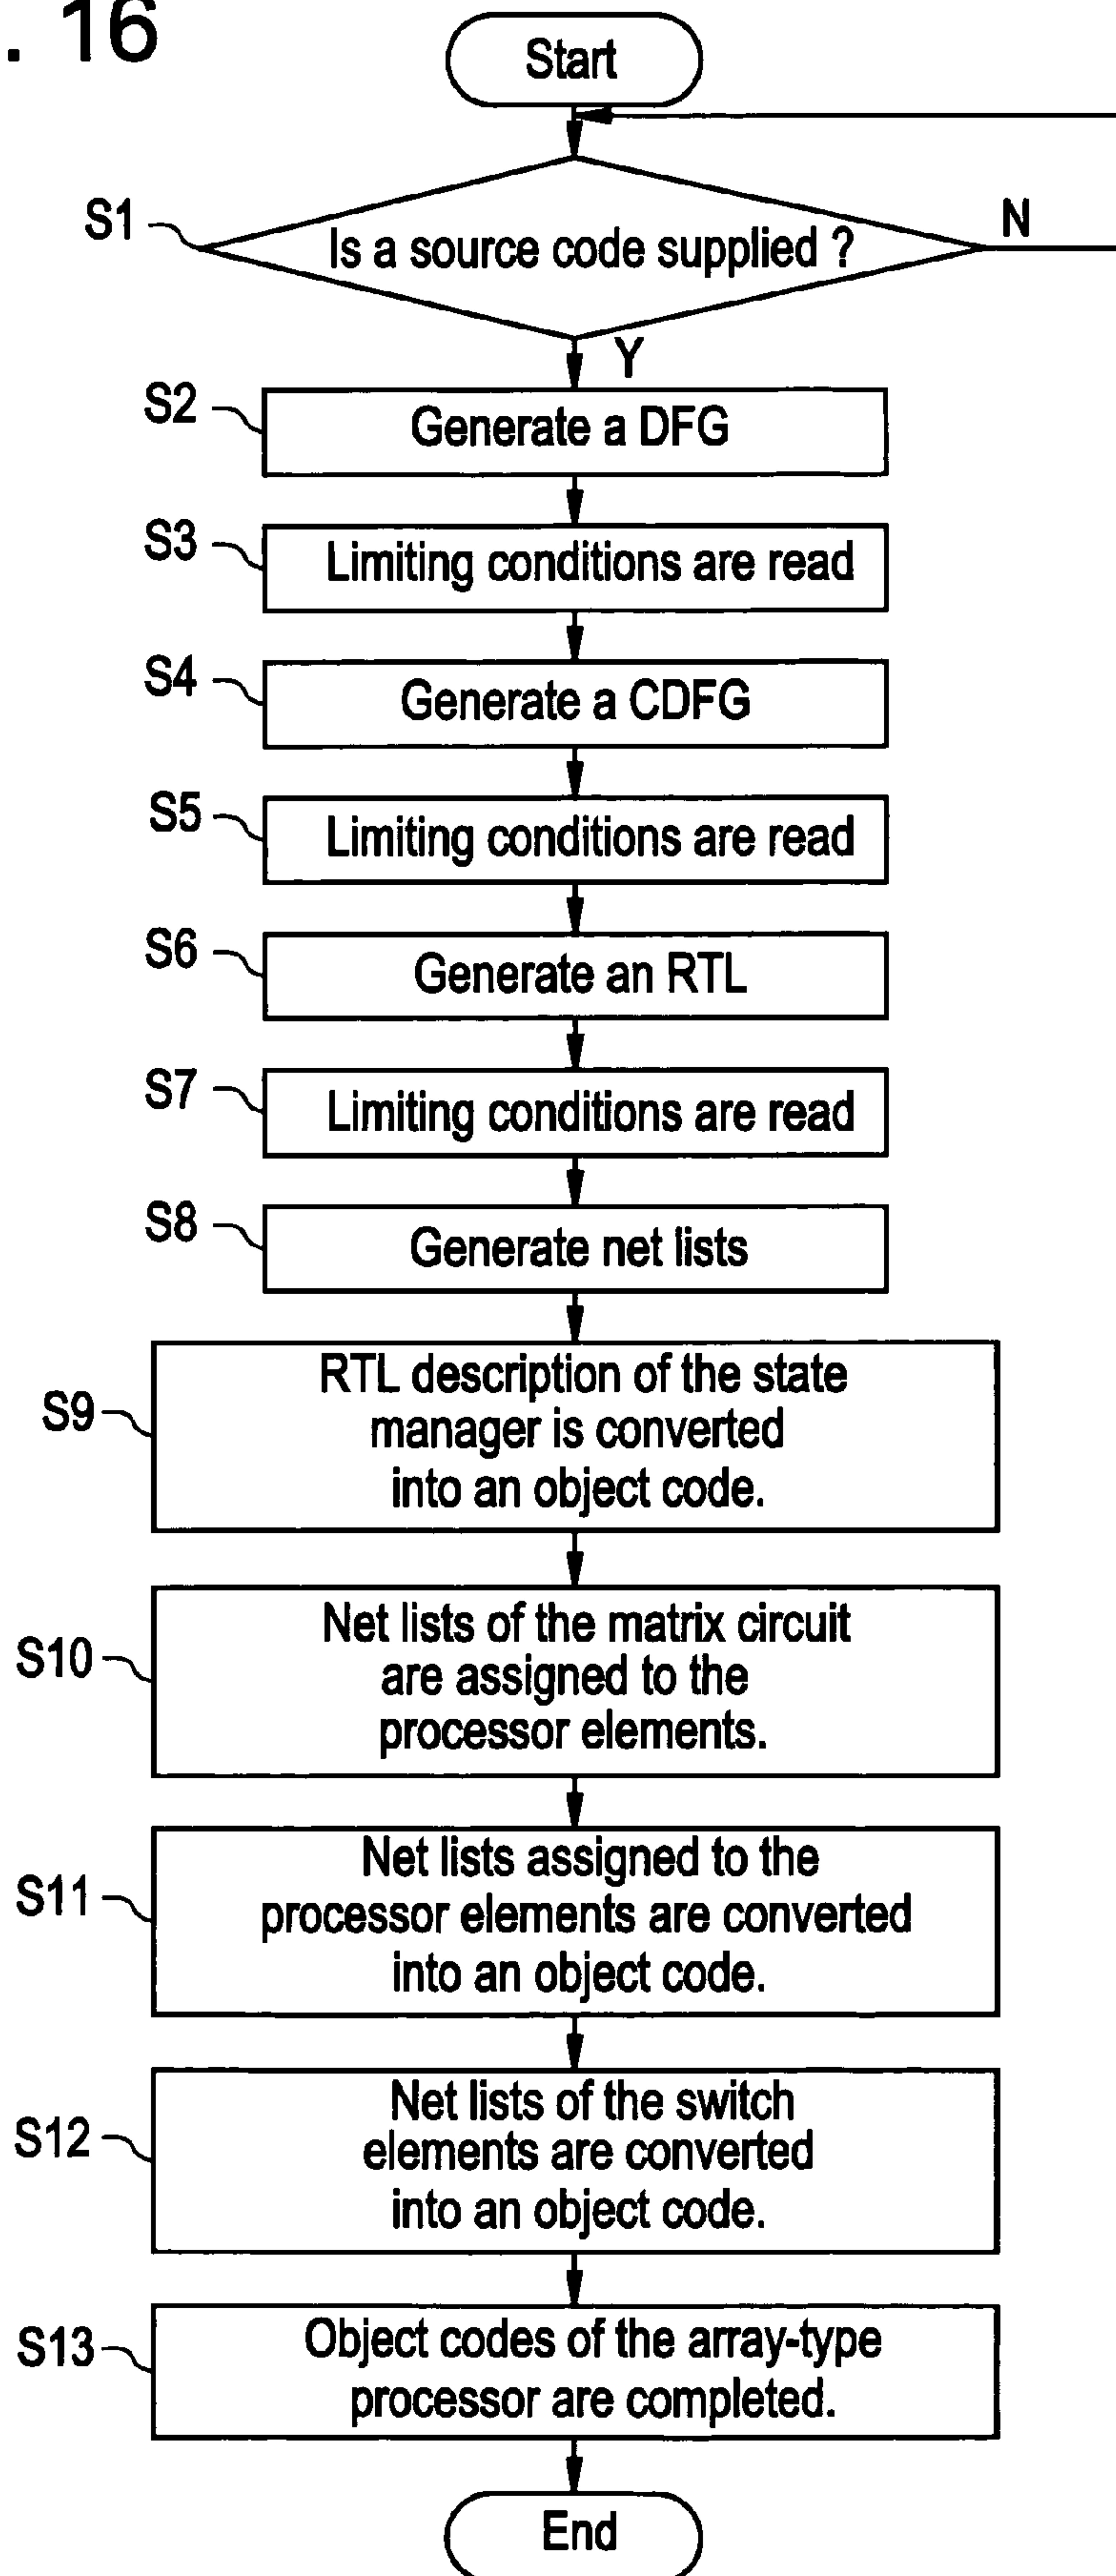 . 16
Start
S1
Is a source code supplied ?
N
Y
S2
Generate a DFG
S3
Limiting conditions are read
S4
Generate a CDFG
S5
Limiting conditions are read
S6
Generate an RTL
S7
Limiting conditions are read
S8
Generate net lists
S9
RTL description of the state
manager is converted
into an object code.
S10
Net lists of the matrix circuit
are assigned to the
processor elements.
S11
Net lists assigned to the
processor elements are converted
into an object code.
S12
Net lists of the switch
elements are converted
into an object code.
S13
Object codes of the array-type
processor are completed.
End